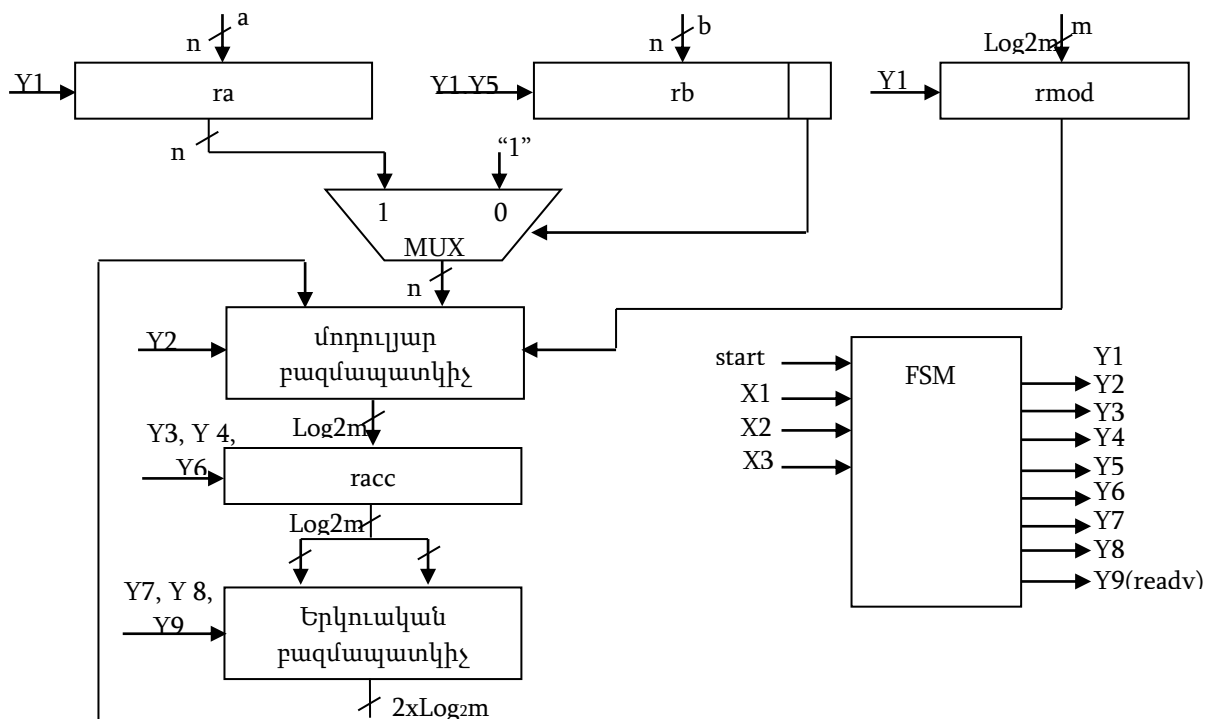 a
n
b
n
m
Log2m
Y1
ra
Y1.Y5
rb
Y1
rmod
n
“1”
1
0
MUX
n
Y2
մոդուլյար
բազմապատկիչ
Log2m
Y3, Y 4,
Y6
racc
Log2m
Y7, Y 8,
Y9
Երկուական
բազմապատկիչ
2xLog2m
start
X1
X2
X3
FSM
Y1
Y2
Y3
Y4
Y5
Y6
Y7
Y8
Y9(ready)